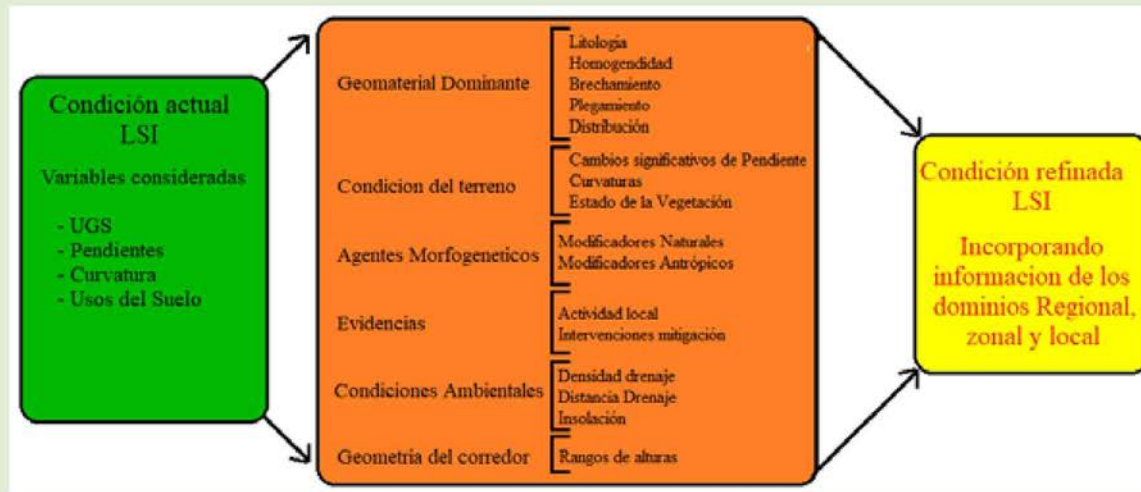 Condición actual
LSI
Variables consideradas
- UGS
- Pendientes
- Curvatura
- Usos del Suelo
Geomaterial Dominante
Litología
Homogendidad
Brechamiento
Plegamiento
Distribución
Condicion del terreno
Cambios significativos de Pendiente
Curvaturas
Estado de la Vegetación
Agentes Morfogeneticos
Modificadores Naturales
Modificadores Antrópicos
Evidencias
Actividad local
Intervenciones mitigación
Condiciones Ambientales
Densidad drenaje
Distancia Drenaje
Insolación
Geometría del corredor
Rangos de alturas
Condición refinada
LSI
Incorporando
informacion de los
dominios Regional,
zonal y local